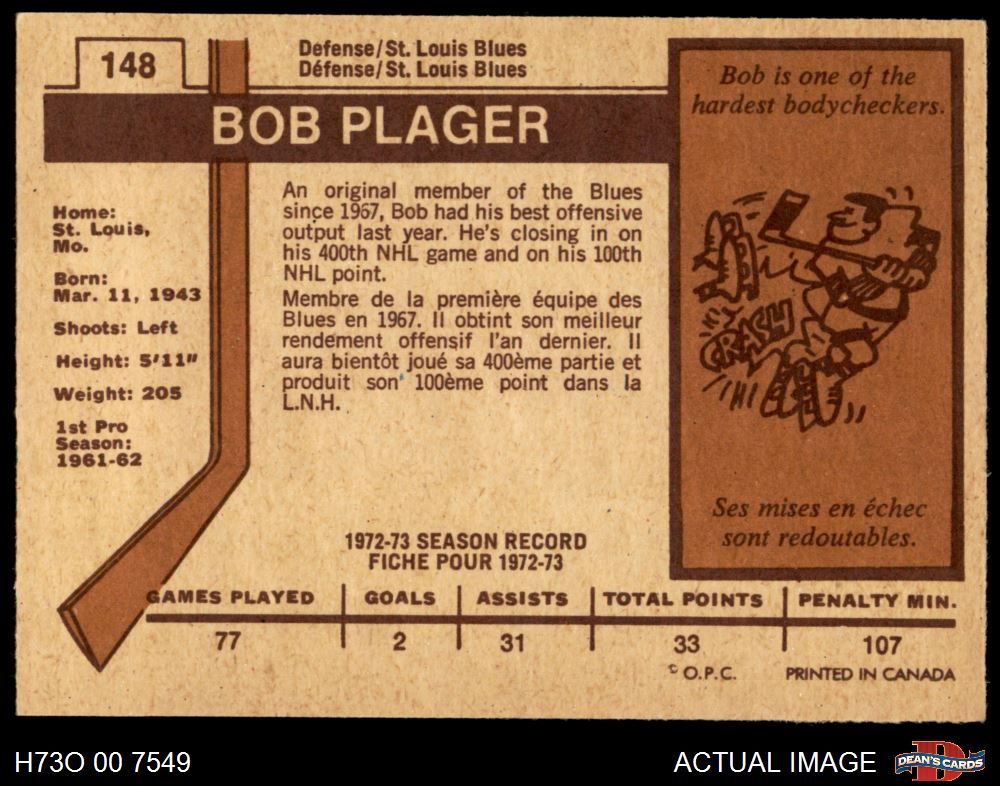 148
Defense/St. Louis Blues
Défense/St. Louis Blues
BOB PLAGER
Home:
St. Louis,
Mo.
Born:
Mar. 11, 1943
Shoots: Left
Height: 5'11"
Weight: 205
1st Pro
Season:
1961-62
An original member of the Blues
since 1967, Bob had his best offensive
output last year. He's closing in on
his 400th NHL game and on his 100th
NHL point.
Membre de la première équipe des
Blues en 1967. Il obtint son meilleur
rendement offensif l'an dernier. Il
aura bientôt joué sa 400ème partie et
produit son 100ème point dans la
L.N.H.
Bob is one of the
hardest bodycheckers.
CRASH
Ses mises en échec
sont redoutables.
1972-73 SEASON RECORD
FICHE POUR 1972-73
GAMES PLAYED GOALS ASSISTS TOTAL POINTS PENALTY MIN.
77 2 31 33 107
© O.P.C. PRINTED IN CANADA
H73O 00 7549 ACTUAL IMAGE DEAN'S CARDS